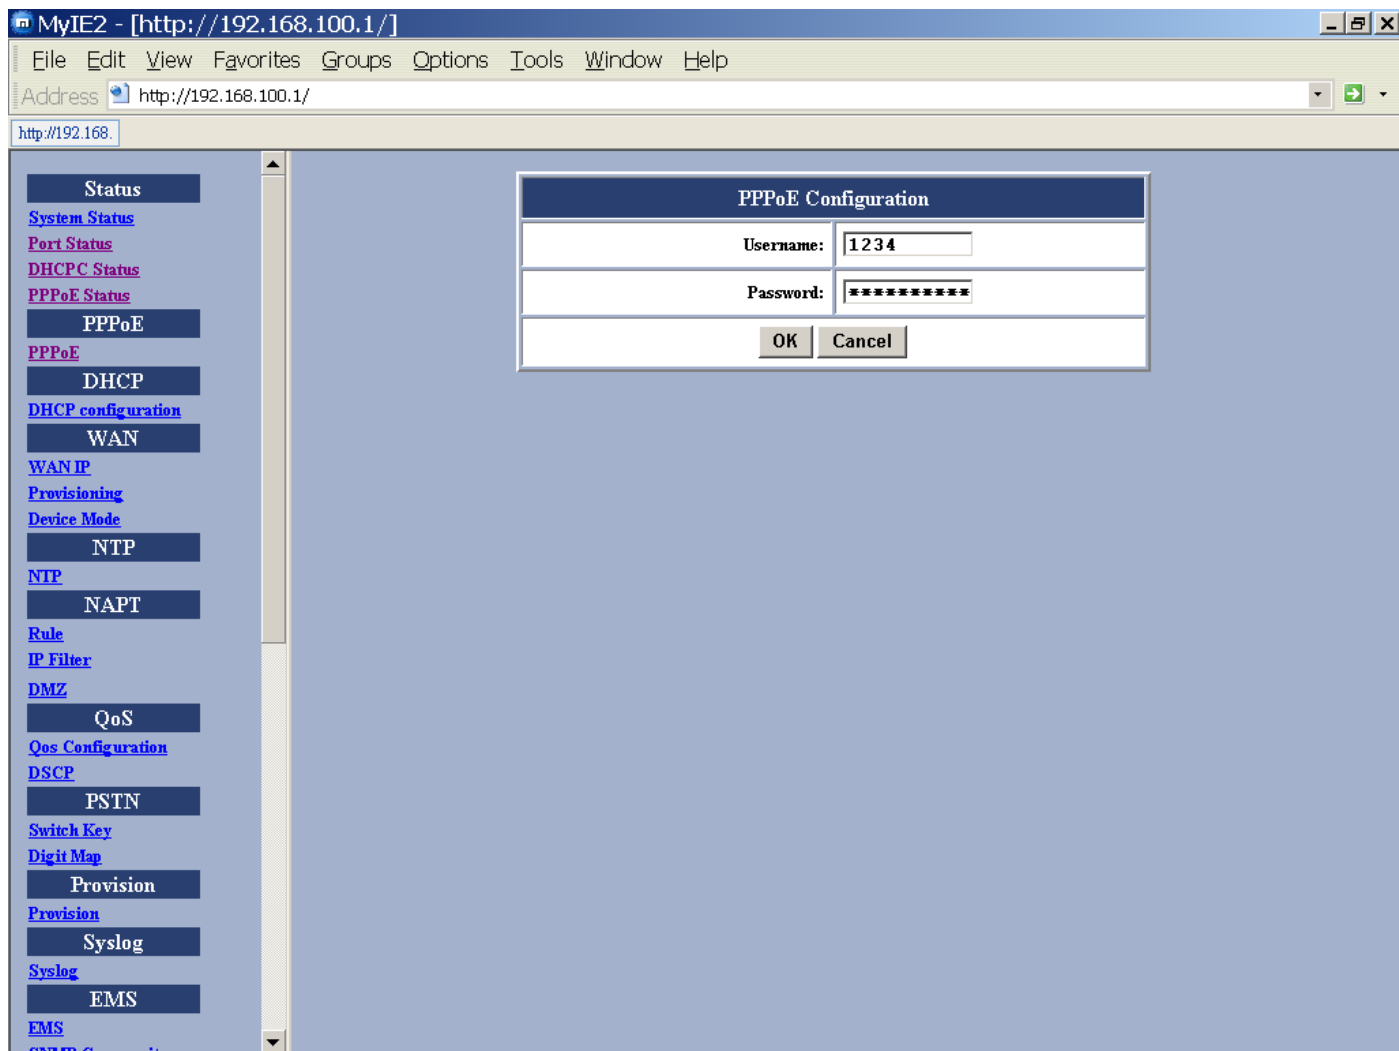 MyIE2 - [http://192.168.100.1/]
File Edit View Favorites Groups Options Tools Window Help
Address http://192.168.100.1/
http://192.168.
Status
System Status
Port Status
DHCPC Status
PPPoE Status
PPPoE
PPPoE
DHCP
DHCP configuration
WAN
WAN IP
Provisioning
Device Mode
NTP
NTP
NAPT
Rule
IP Filter
DMZ
QoS
Qos Configuration
DSCP
PSTN
Switch Key
Digit Map
Provision
Provision
Syslog
Syslog
EMS
EMS
PPPoE Configuration
Username: 1234
Password: **********
OK Cancel